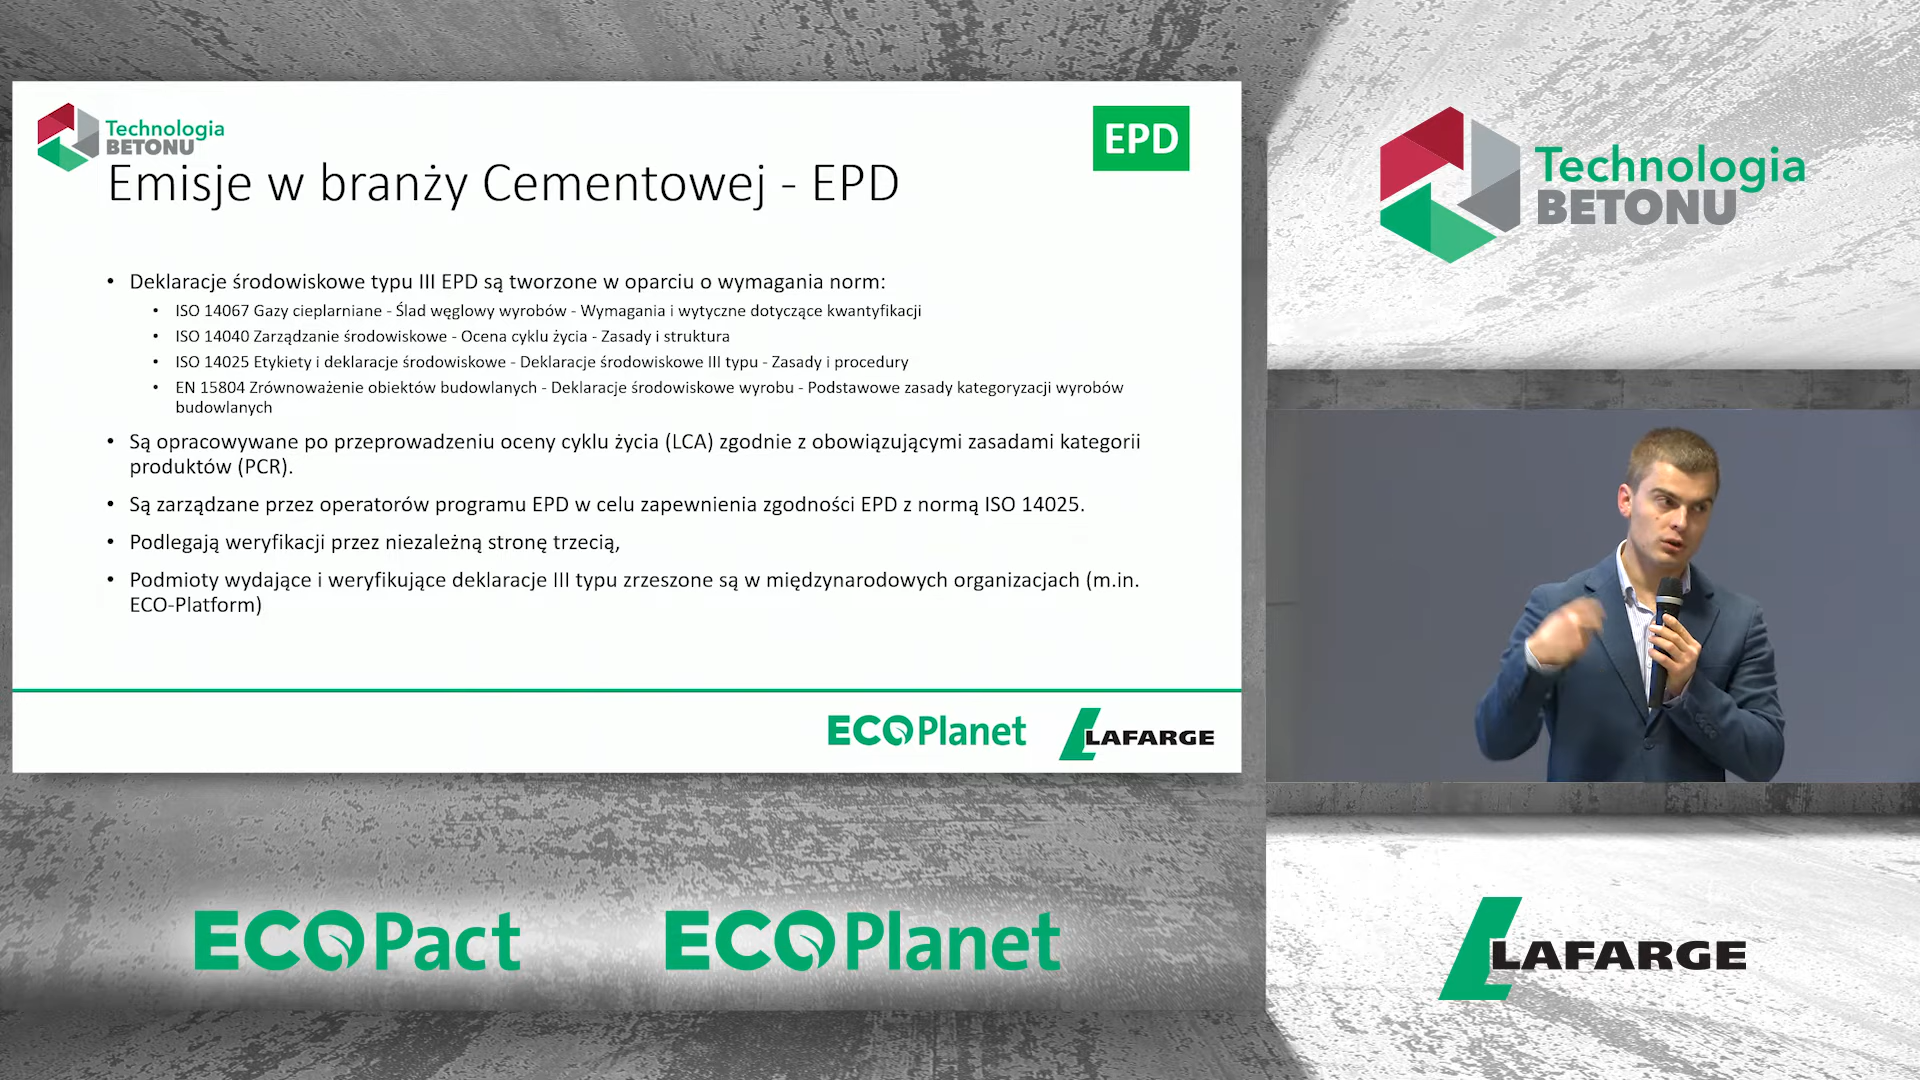 Technologia
BETONU
EPD
Emisje w branży Cementowej - EPD
• Deklaracje środowiskowe typu III EPD są tworzone w oparciu o wymagania norm:
• ISO 14067 Gazy cieplarniane - Ślad węglowy wyrobów - Wymagania i wytyczne dotyczące kwantyfikacji
• ISO 14040 Zarządzanie środowiskowe - Ocena cyklu życia - Zasady i struktura
• ISO 14025 Etykiety i deklaracje środowiskowe - Deklaracje środowiskowe III typu - Zasady i procedury
• EN 15804 Zrównoważenie obiektów budowlanych - Deklaracje środowiskowe wyrobu - Podstawowe zasady kategoryzacji wyrobów
budowlanych
• Są opracowywane po przeprowadzeniu oceny cyklu życia (LCA) zgodnie z obowiązującymi zasadami kategorii
produktów (PCR).
• Są zarządzane przez operatorów programu EPD w celu zapewnienia zgodności EPD z normą ISO 14025.
• Podlegają weryfikacji przez niezależną stronę trzecią,
• Podmioty wydające i weryfikujące deklaracje III typu zrzeszone są w międzynarodowych organizacjach (m.in.
ECO-Platform)
ECOPlanet
LAFARGE
Technologia
BETONU
ECOPact
ECOPlanet
LAFARGE